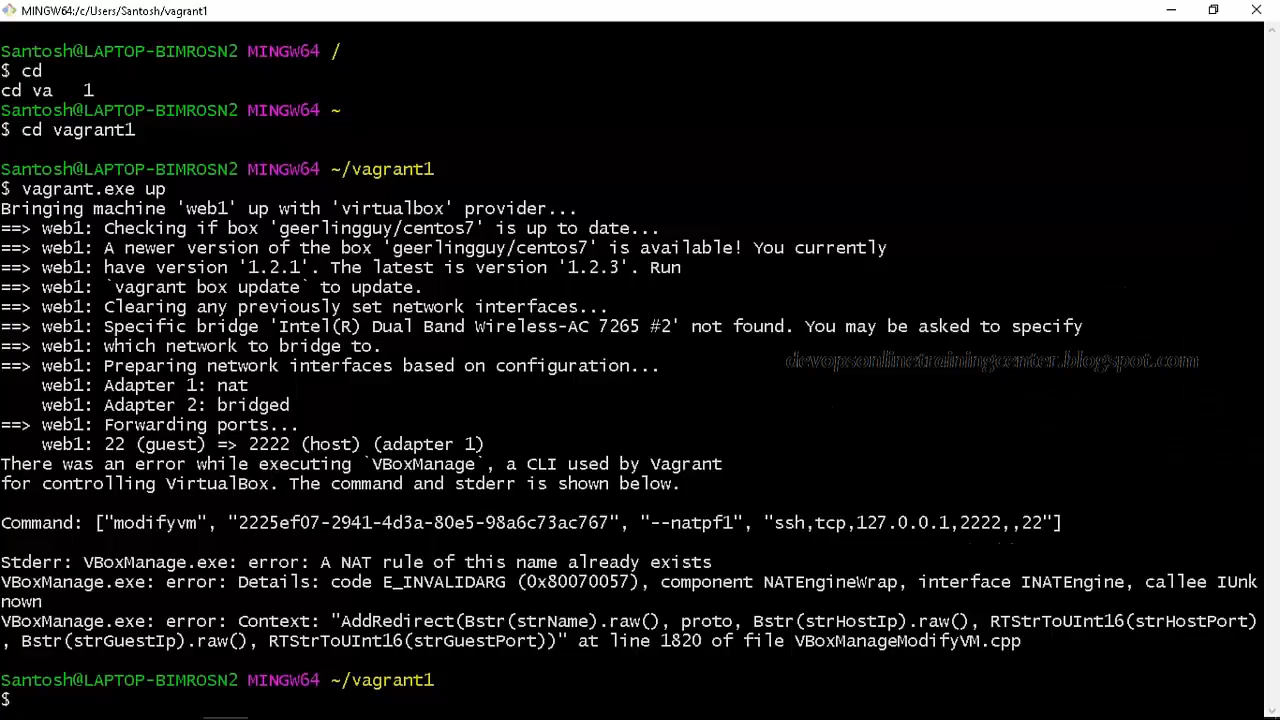 MINGW64:/c/Users/Santosh/vagrant1
Santosh@LAPTOP-BIMROSN2 MINGW64 /
$ cd
cd va   1
Santosh@LAPTOP-BIMROSN2 MINGW64 ~
$ cd vagrant1
Santosh@LAPTOP-BIMROSN2 MINGW64 ~/vagrant1
$ vagrant.exe up
Bringing machine 'web1' up with 'virtualbox' provider...
==> web1: Checking if box 'geerlingguy/centos7' is up to date...
==> web1: A newer version of the box 'geerlingguy/centos7' is available! You currently
==> web1: have version '1.2.1'. The latest is version '1.2.3'. Run
==> web1: `vagrant box update` to update.
==> web1: Clearing any previously set network interfaces...
==> web1: Specific bridge 'Intel(R) Dual Band Wireless-AC 7265 #2' not found. You may be asked to specify
==> web1: which network to bridge to.
==> web1: Preparing network interfaces based on configuration...
devopsonlinetrainingcenter.blogspot.com
    web1: Adapter 1: nat
    web1: Adapter 2: bridged
==> web1: Forwarding ports...
    web1: 22 (guest) => 2222 (host) (adapter 1)
There was an error while executing `VBoxManage`, a CLI used by Vagrant
for controlling VirtualBox. The command and stderr is shown below.
Command: ["modifyvm", "2225ef07-2941-4d3a-80e5-98a6c73ac767", "--natpf1", "ssh,tcp,127.0.0.1,2222,,22"]
Stderr: VBoxManage.exe: error: A NAT rule of this name already exists
VBoxManage.exe: error: Details: code E_INVALIDARG (0x80070057), component NATEngineWrap, interface INATEngine, callee IUnk
nown
VBoxManage.exe: error: Context: "AddRedirect(Bstr(strName).raw(), proto, Bstr(strHostIp).raw(), RTStrToUInt16(strHostPort)
, Bstr(strGuestIp).raw(), RTStrToUInt16(strGuestPort))" at line 1820 of file VBoxManageModifyVM.cpp
Santosh@LAPTOP-BIMROSN2 MINGW64 ~/vagrant1
$